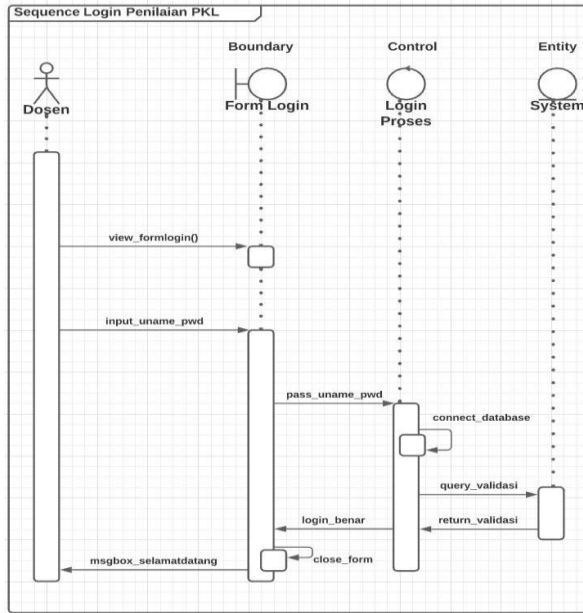 Sequence Login Penilaian PKL
Boundary
Control
Entity
Dosen
Form Login
Login
Proses
System
view_formlogin()
input_uname_pwd
pass_uname_pwd
connect_database
query_validasi
login_benar
return_validasi
close_form
msgbox_selamatdatang